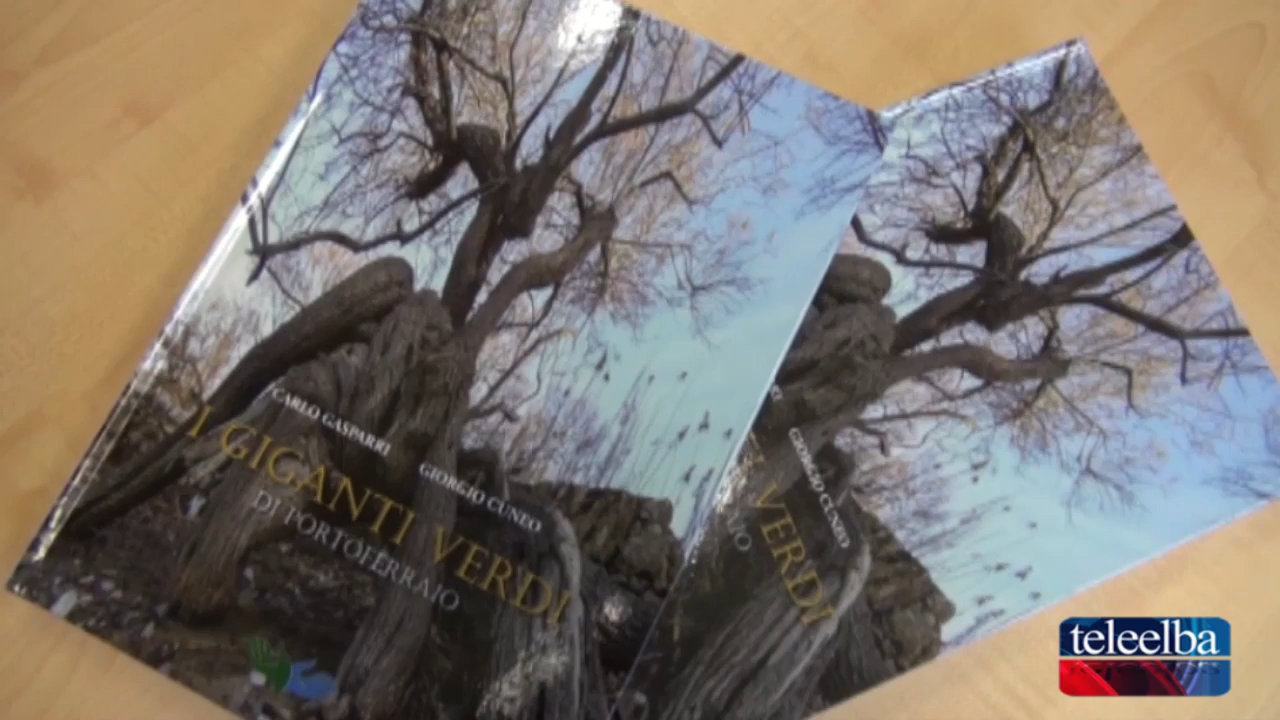 CARLO GASPARRI
GIORGIO CUNEO
I GIGANTI VERDI
DI PORTOFERRAIO
GIORGIO CUNEO
VERDI
teleelba